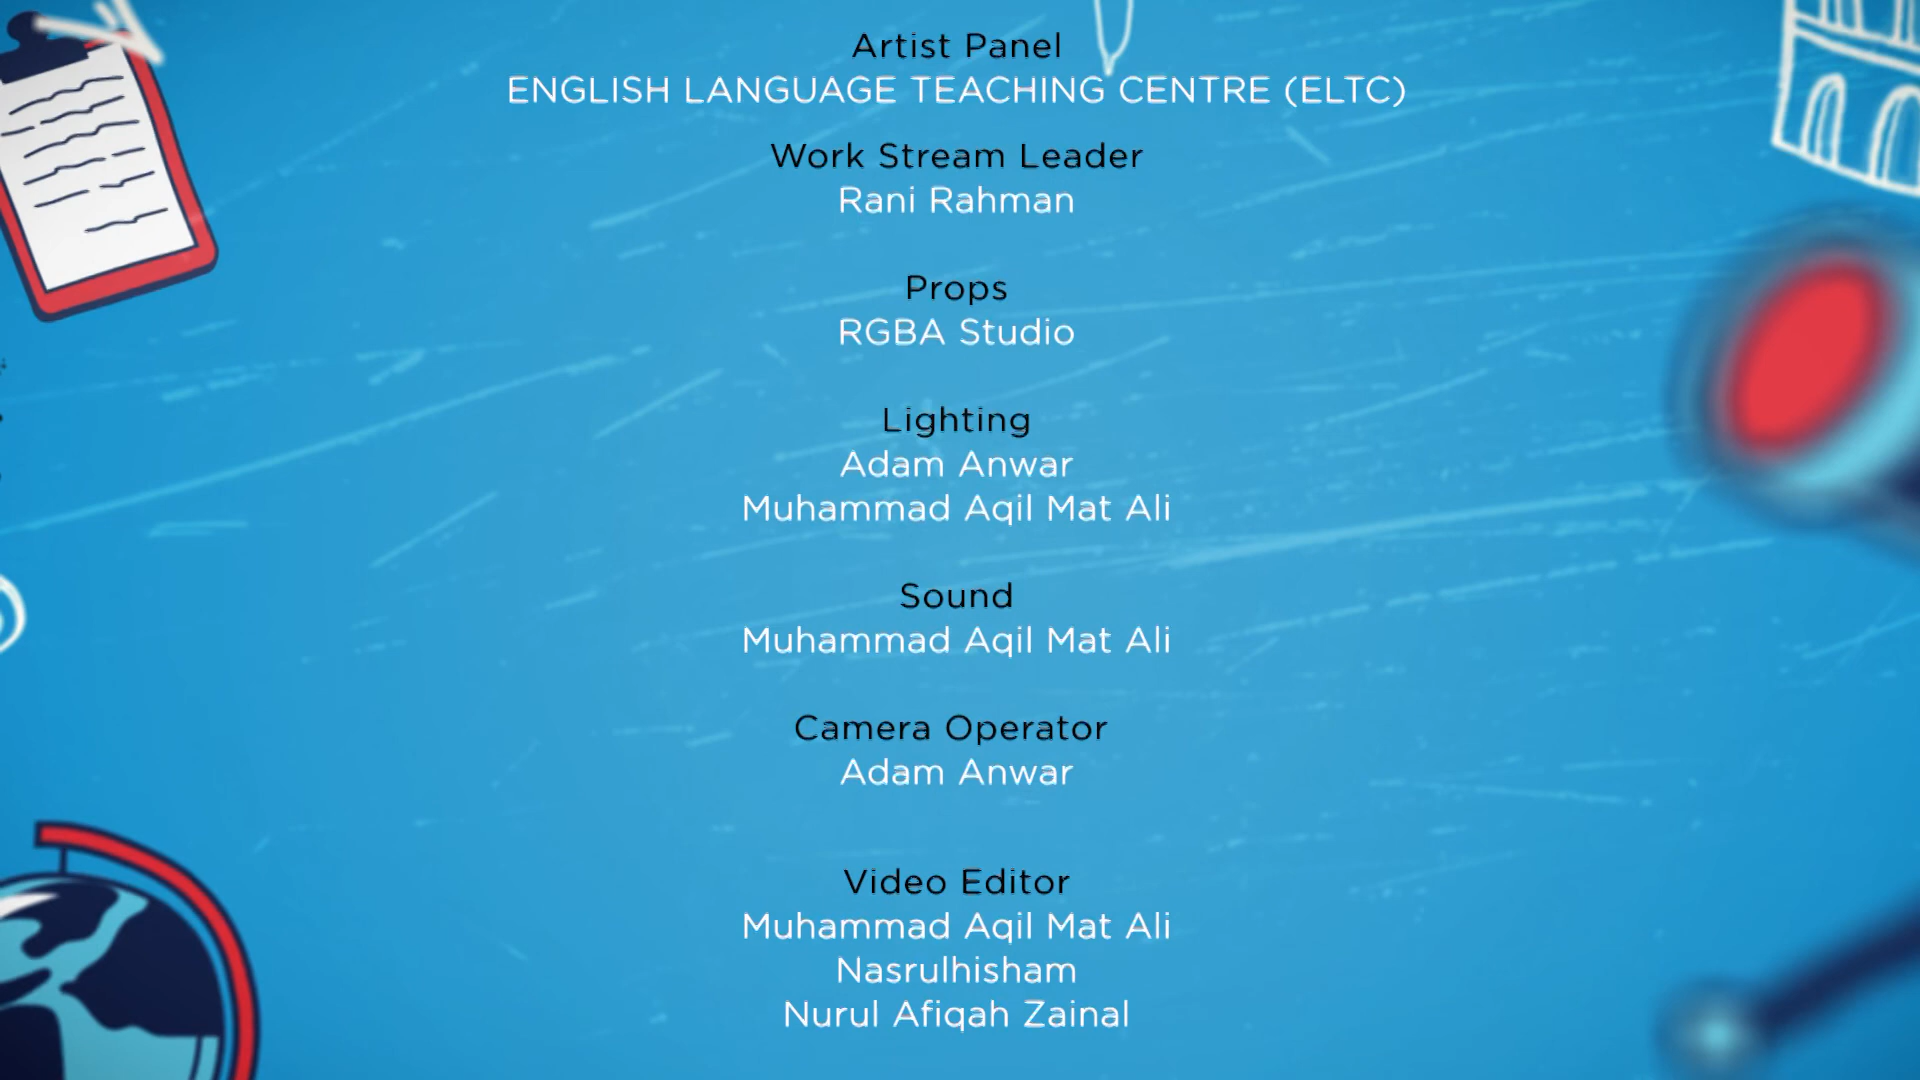 Artist Panel
ENGLISH LANGUAGE TEACHING CENTRE (ELTC)
Work Stream Leader
Rani Rahman
Props
RGBA Studio
Lighting
Adam Anwar
Muhammad Aqil Mat Ali
Sound
Muhammad Aqil Mat Ali
Camera Operator
Adam Anwar
Video Editor
Muhammad Aqil Mat Ali
Nasrulhisham
Nurul Afiqah Zainal